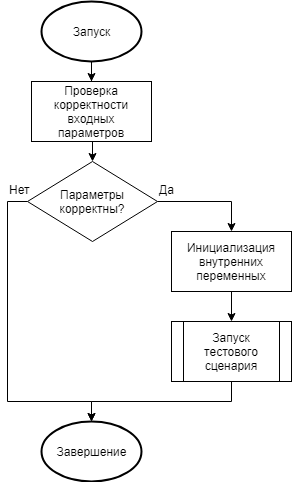 Запуск
Проверка
корректности
входных
параметров
Нет
Параметры
корректны?
Да
Инициализация
внутренних
переменных
Запуск
тестового
сценария
Завершение